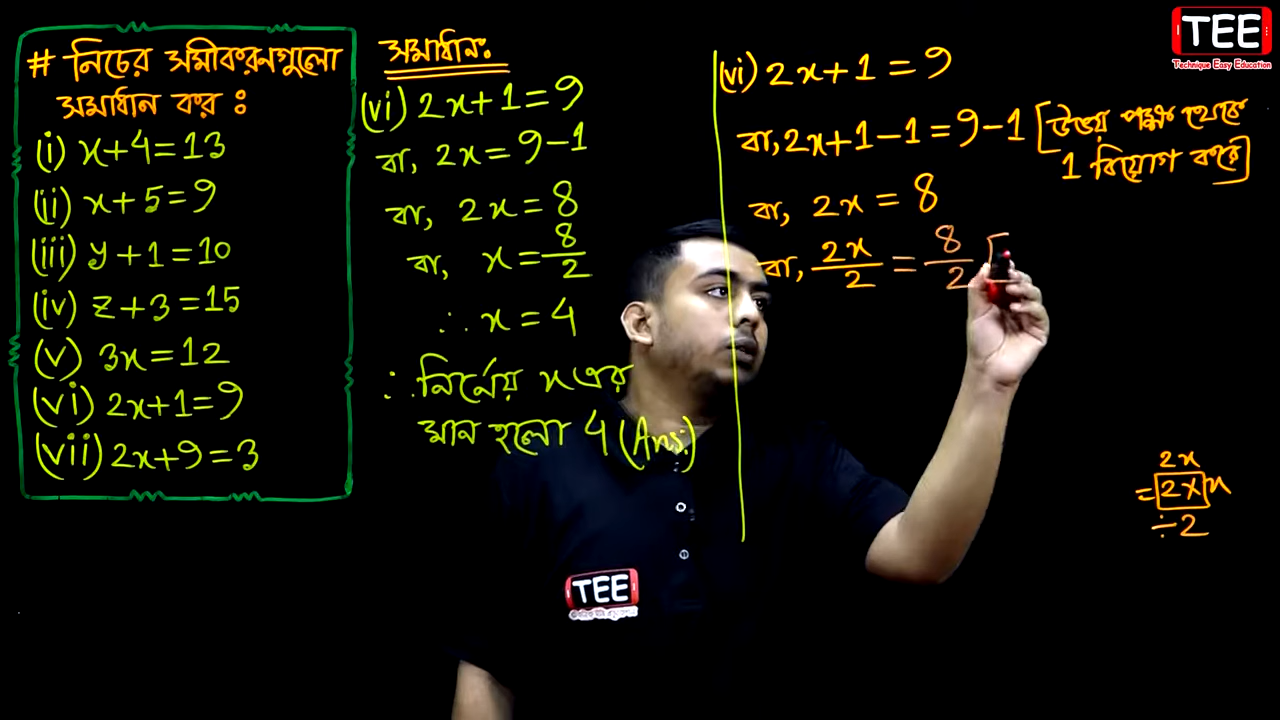 # নিচের সমীকরণগুলো
সমাধান কর :
(i) x+4=13
(ii) x+5=9
(iii) y+1=10
(iv) z+3=15
(v) 3x=12
(vi) 2x+1=9
(vii) 2x+9=3
সমাধান:
(vi) 2x+1=9
বা, 2x=9-1
বা, 2x=8
বা, x=8/2
∴ x=4
∴ নির্ণেয় x এর
মান হলো 4 (Ans:)
(vi) 2x+1=9
বা, 2x+1-1=9-1 [উভয় পক্ষ থেকে
1 বিয়োগ করে]
বা, 2x=8
বা, 2x/2=8/2 [
2x
=2×x
÷2
TEE
Technique Easy Education
TEE